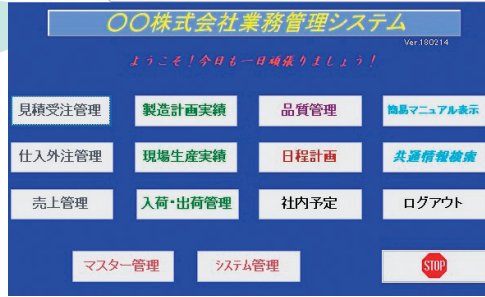 〇〇株式会社業務管理システム
Ver.180214
ようこそ!今日も一日頑張りましょう!
見積受注管理 製造計画実績 品質管理 簡易マニュアル表示
仕入外注管理 現場生産実績 日程計画 共通情報検索
売上管理 入荷・出荷管理 社内予定 ログアウト
マスター管理 システム管理 STOP